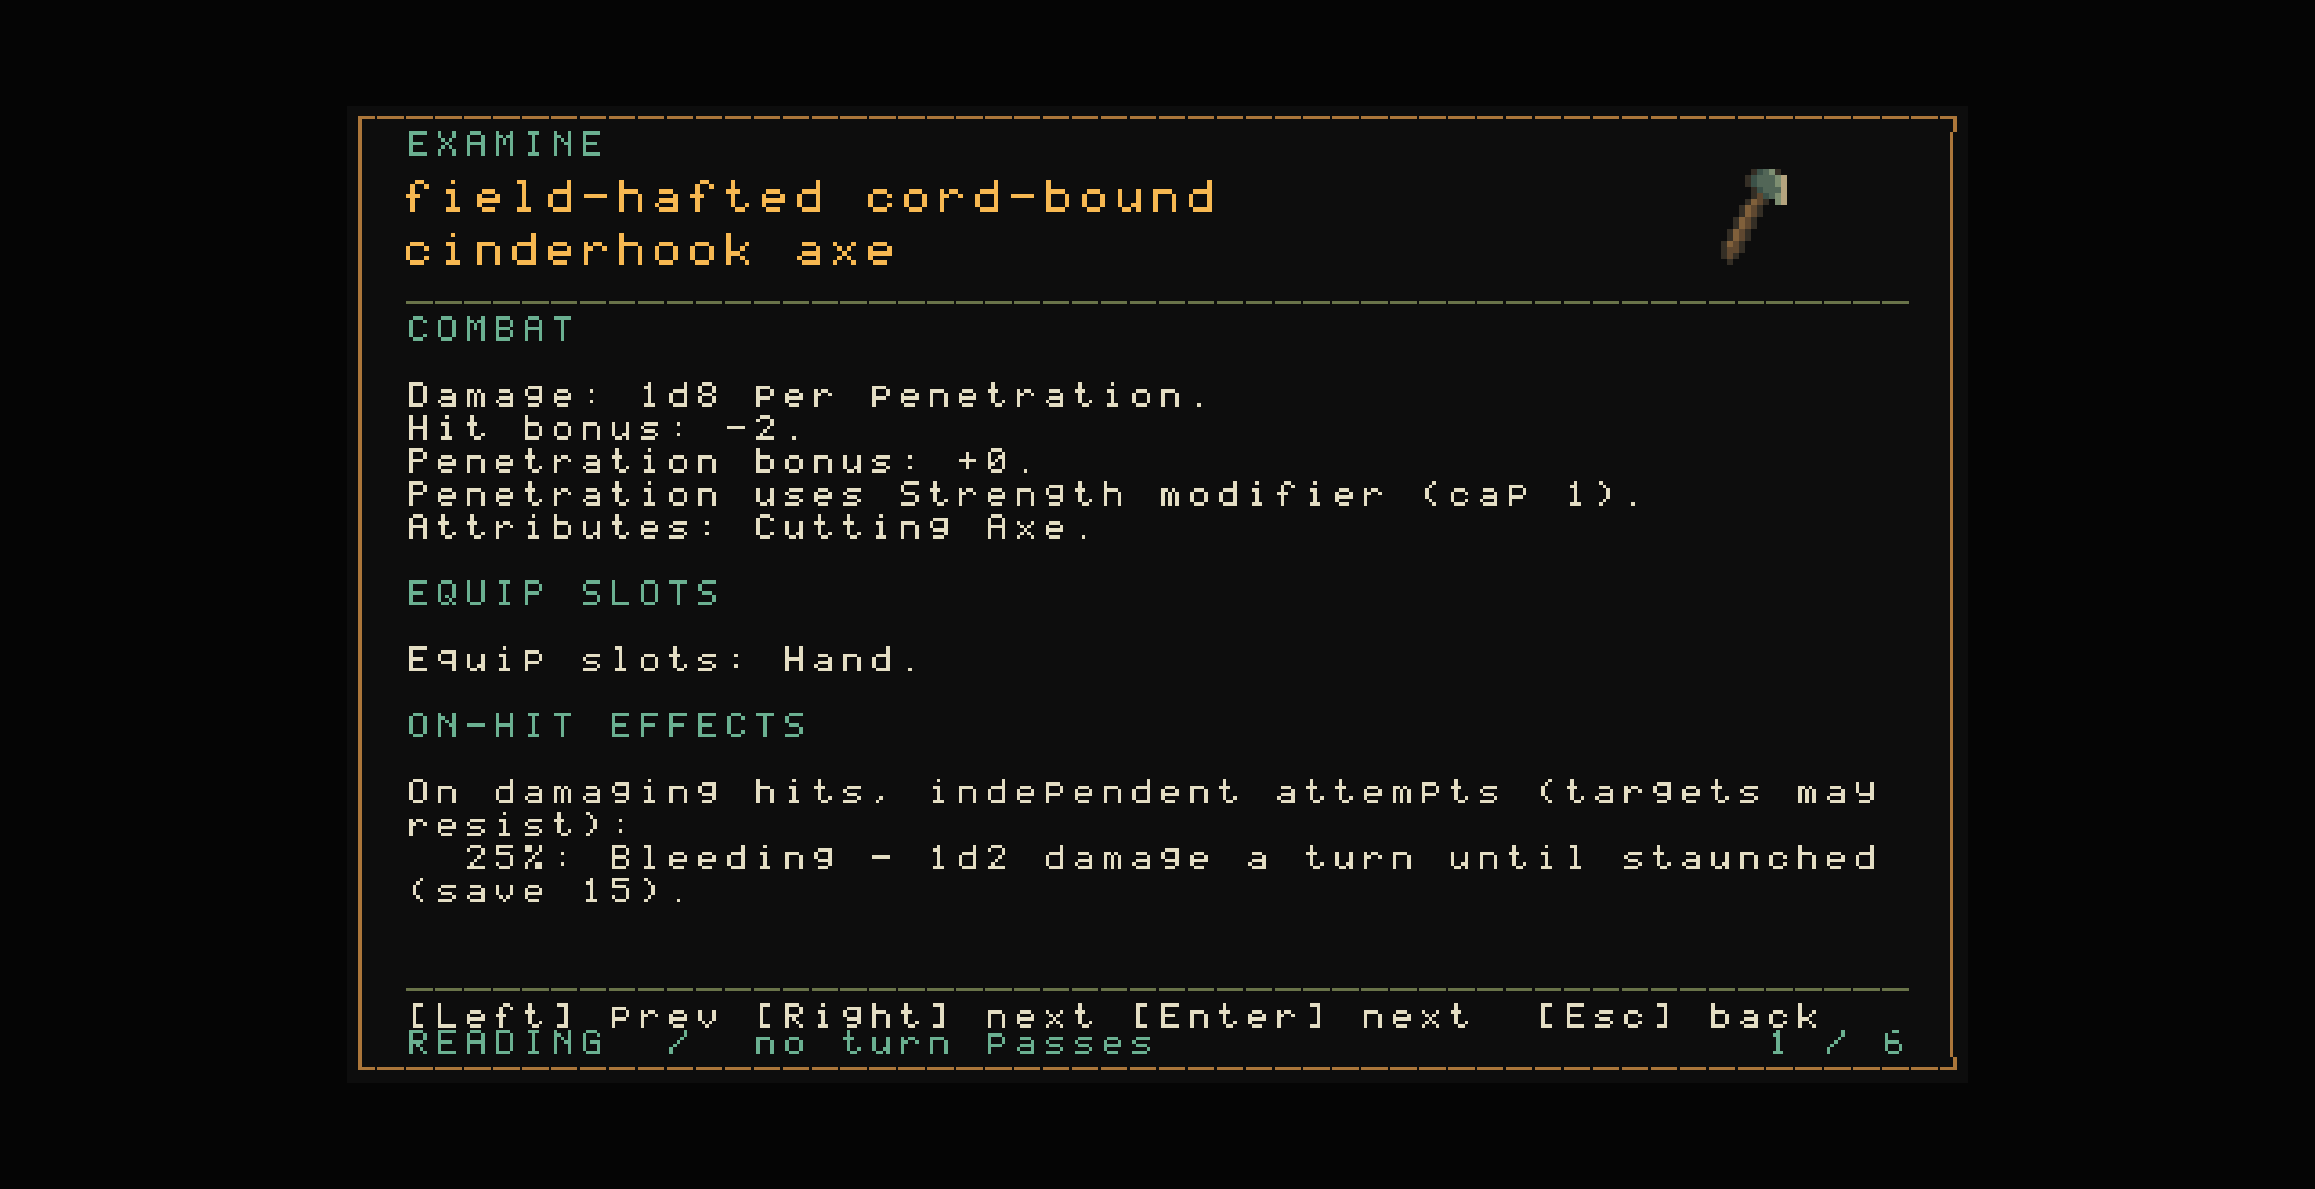 EXAMINE
field-hafted cord-bound
cinderhook axe
COMBAT
Damage: 1d8 per penetration.
Hit bonus: -2.
Penetration bonus: +0.
Penetration uses Strength modifier (cap 1).
Attributes: Cutting Axe.
EQUIP SLOTS
Equip slots: Hand.
ON-HIT EFFECTS
On damaging hits, independent attempts (targets may
resist):
25%: Bleeding - 1d2 damage a turn until staunched
(save 15).
[Left] prev [Right] next [Enter] next [Esc] back
READING / no turn passes 1 / 6